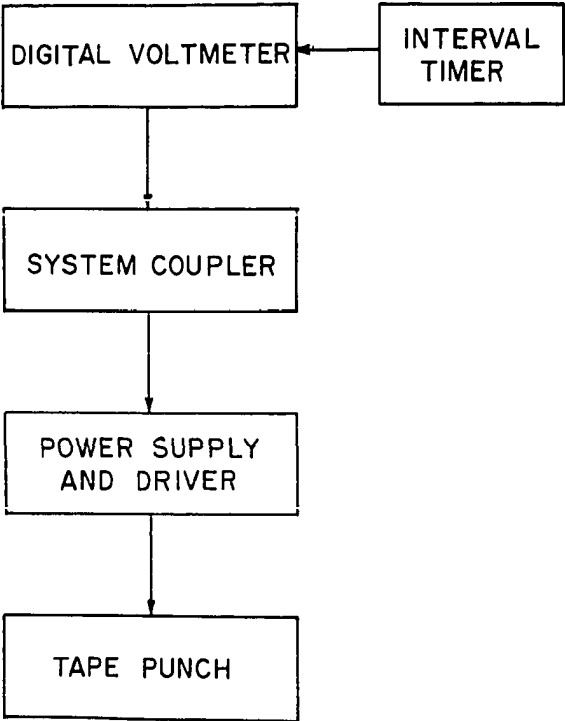 DIGITAL VOLTMETER
INTERVAL
TIMER
SYSTEM COUPLER
POWER SUPPLY
AND DRIVER
TAPE PUNCH